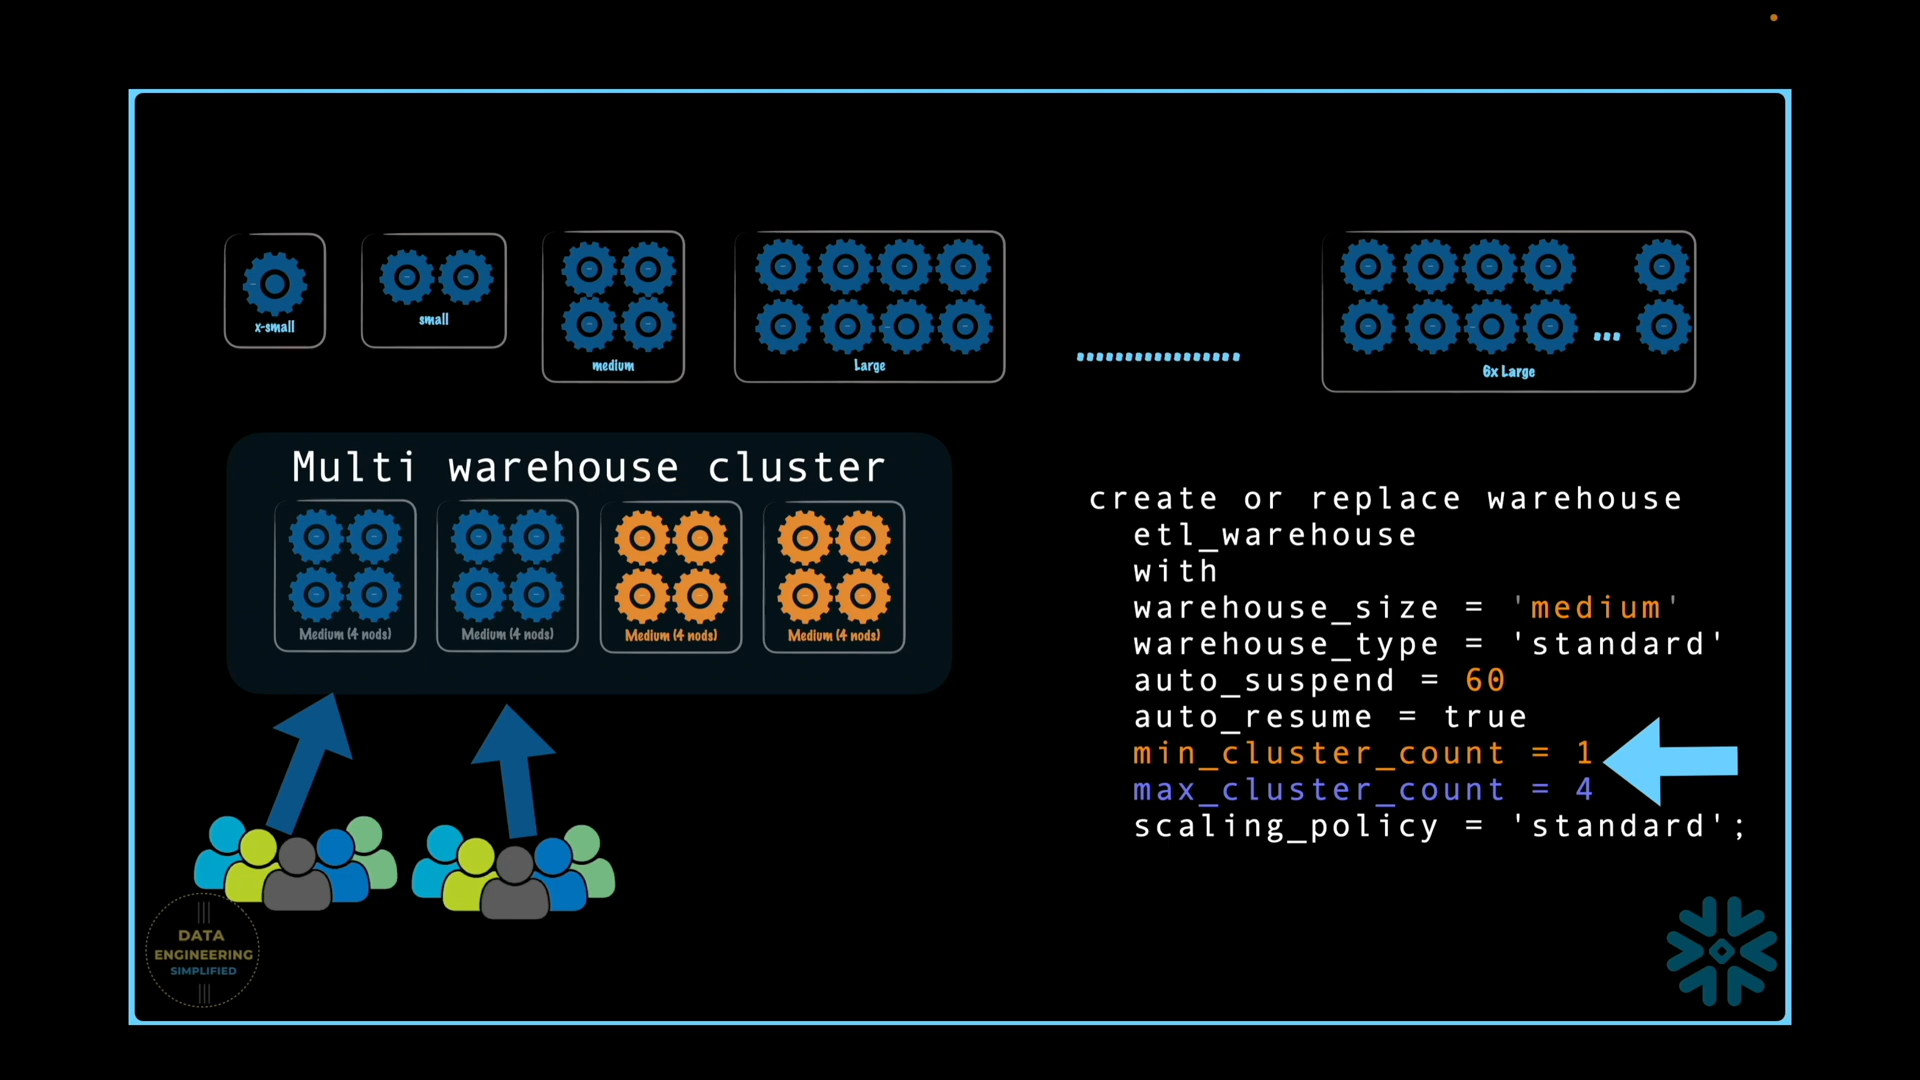 x-small
small
medium
Large
6x Large
Multi warehouse cluster
Medium (4 nods)
Medium (4 nods)
Medium (4 nods)
Medium (4 nods)
create or replace warehouse
etl_warehouse
with
warehouse_size = 'medium'
warehouse_type = 'standard'
auto_suspend = 60
auto_resume = true
min_cluster_count = 1
max_cluster_count = 4
scaling_policy = 'standard';
DATA
ENGINEERING
SIMPLIFIED